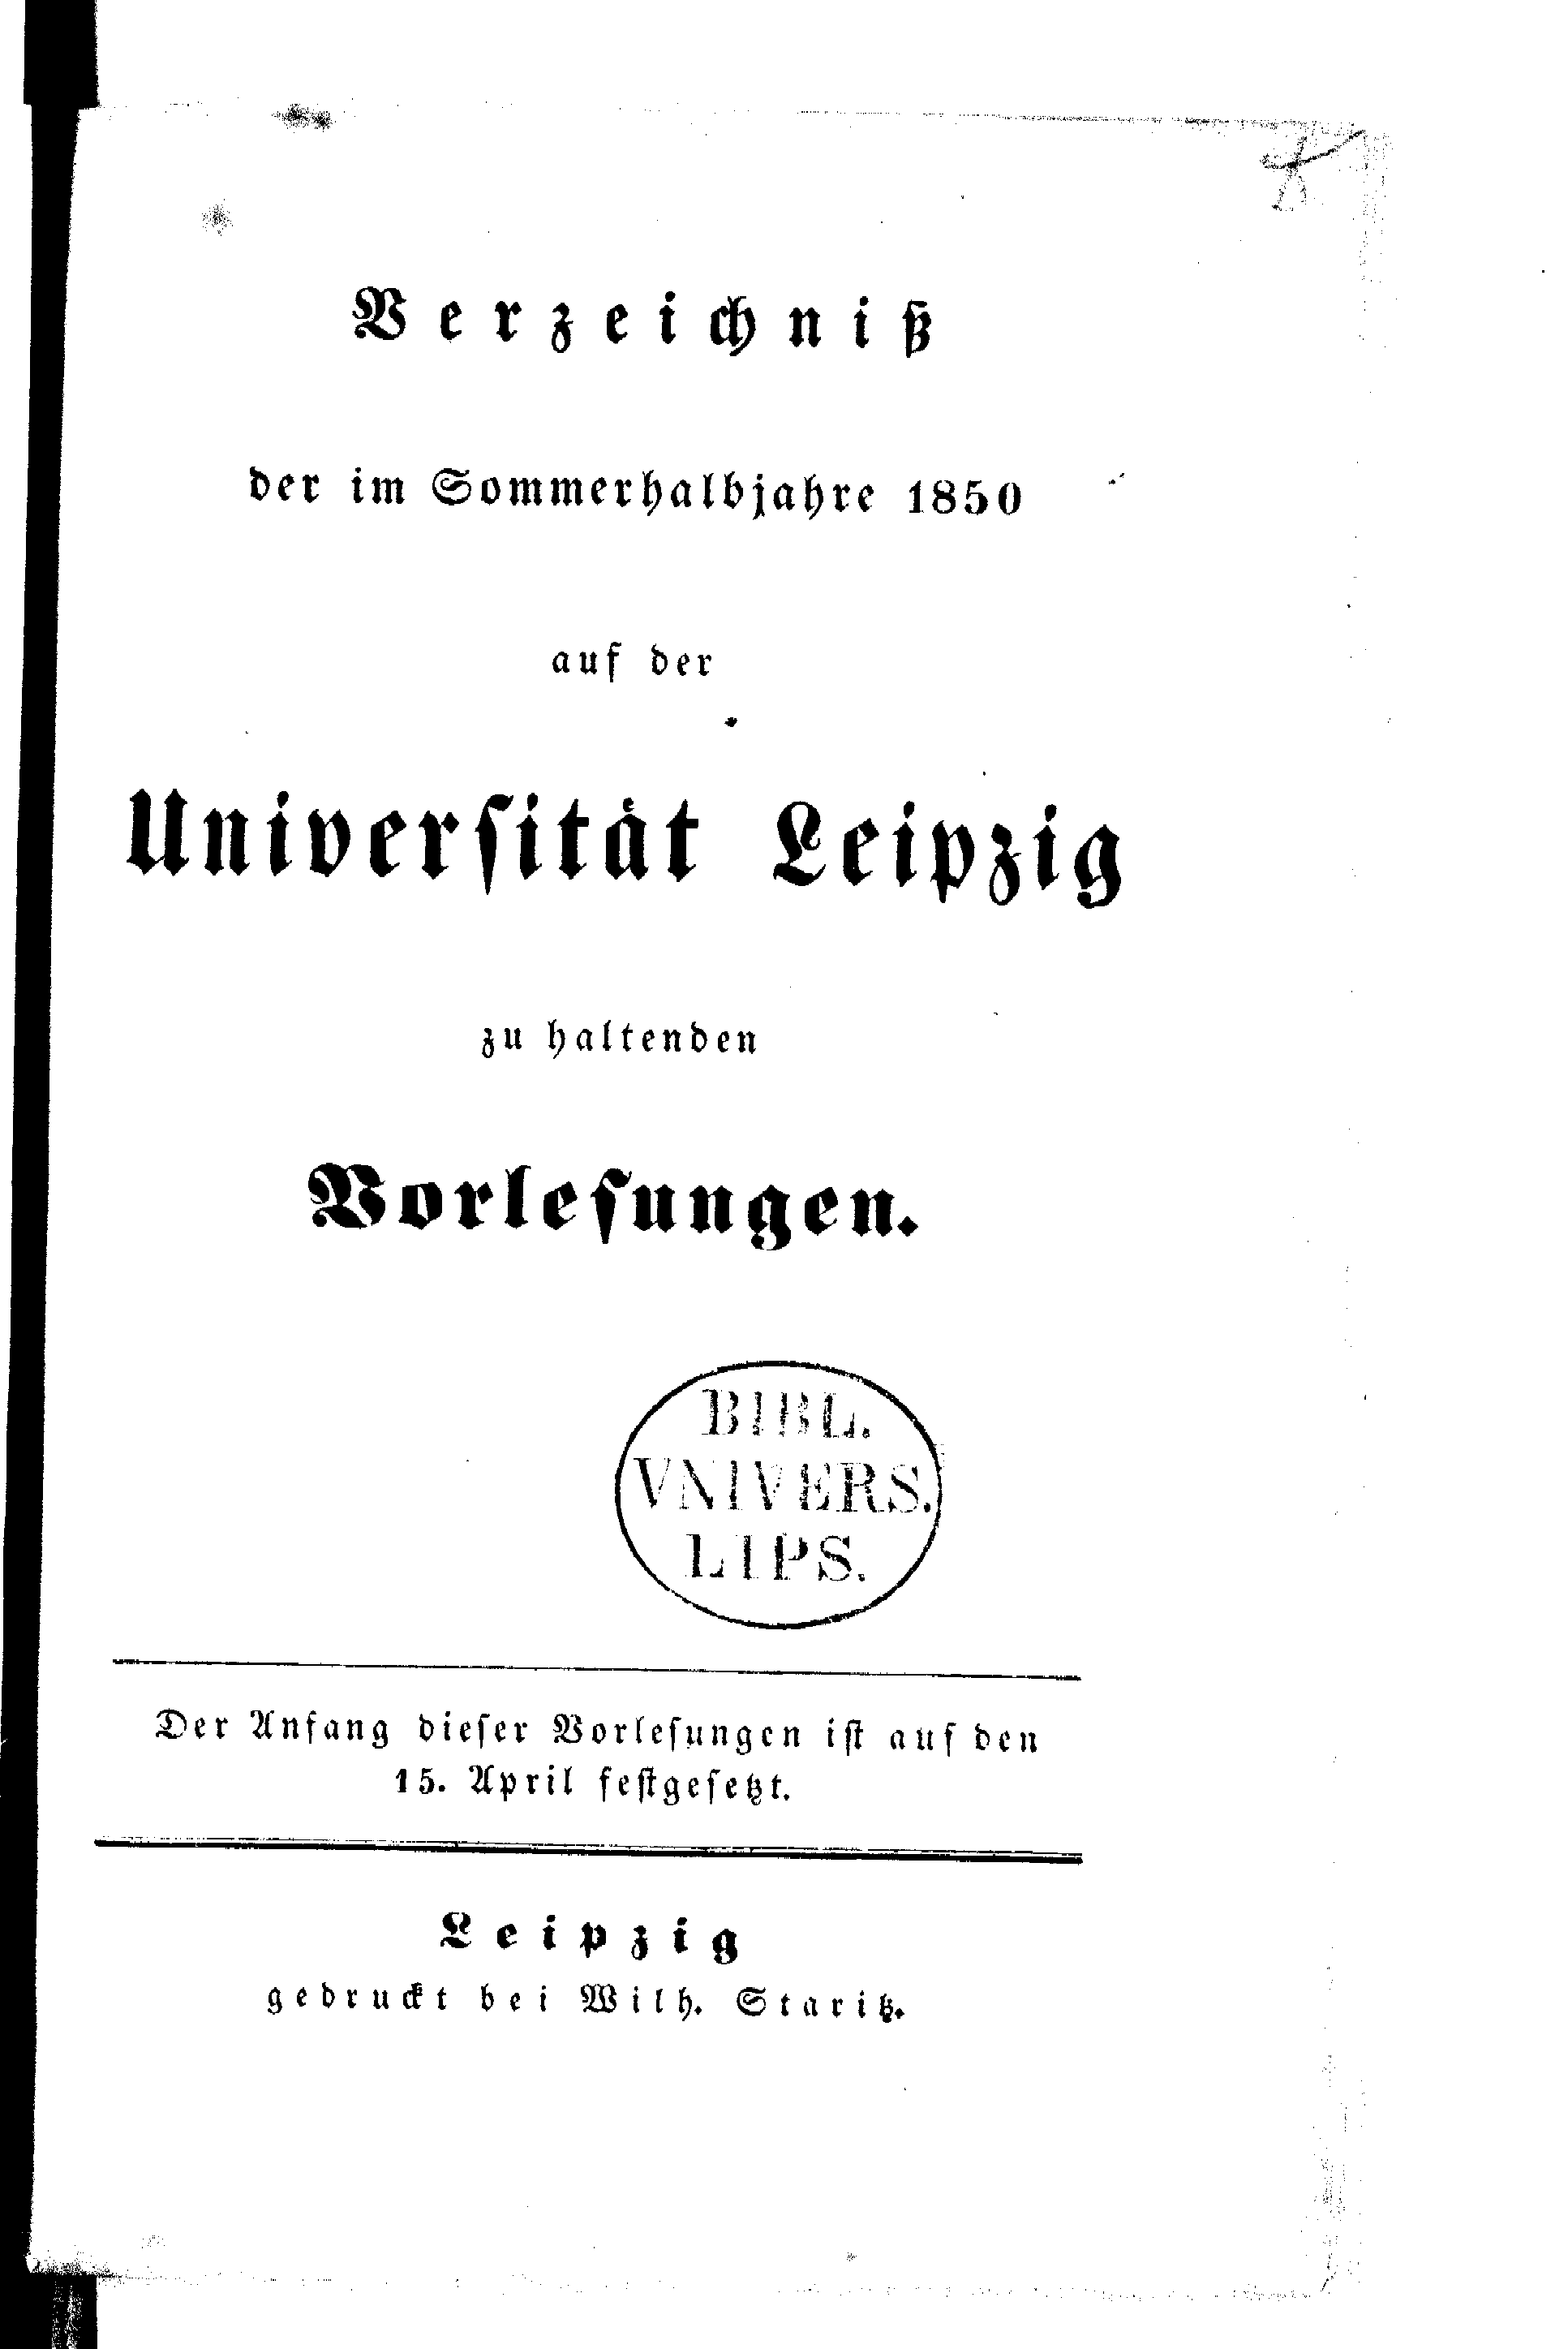 Verzeichniß
der im Sommerhalbjahre 1850
auf der
Universität Leipzig
zu haltenden
Vorlesungen.
BIBL.
VNIVERS.
LIPS.
Der Anfang dieser Vorlesungen ist auf den
15. April festgesetzt.
Leipzig
gedruckt bei Wilh. Staritz.